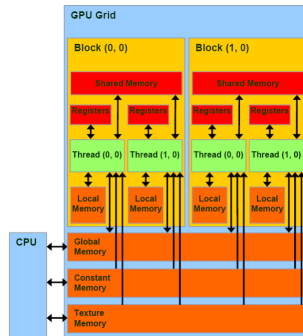 GPU Grid
Block (0, 0)
Block (1, 0)
Shared Memory
Shared Memory
Registers
Registers
Registers
Registers
Thread (0, 0)
Thread (1, 0)
Thread (0, 0)
Thread (1, 0)
Local
Memory
Local
Memory
Local
Memory
Local
Memory
CPU
Global
Memory
Constant
Memory
Texture
Memory